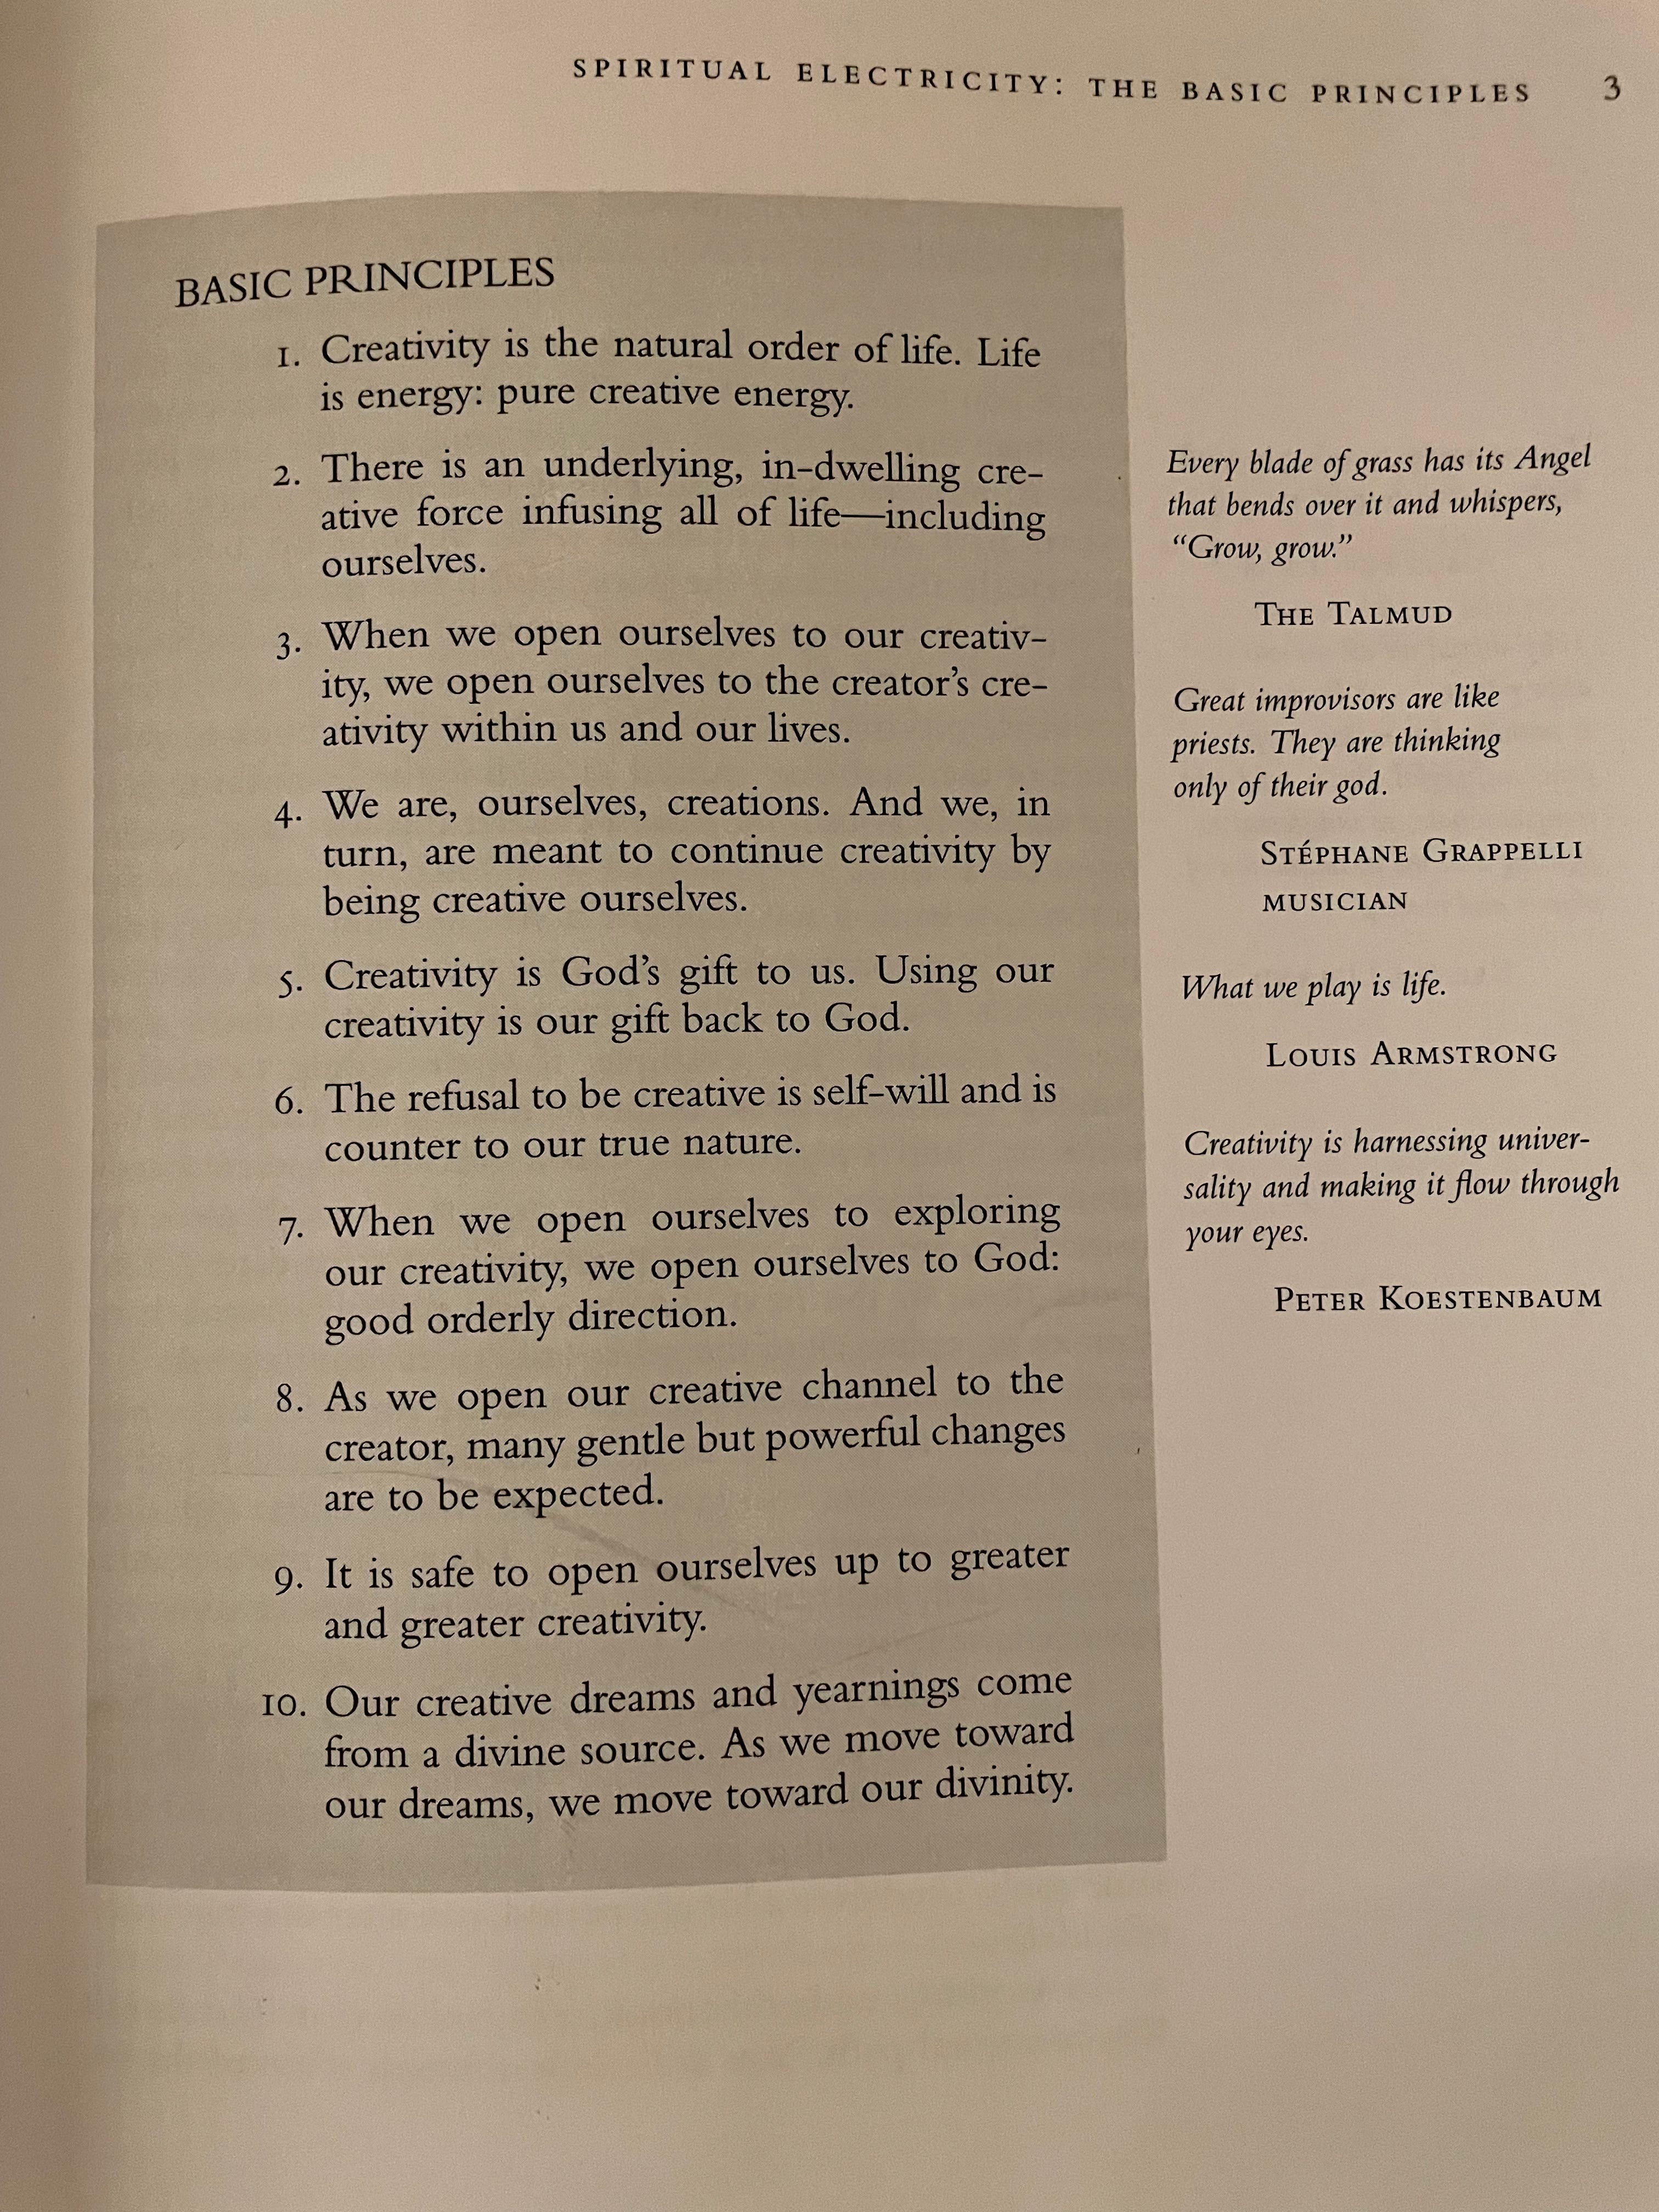 SPIRITUAL ELECTRICITY: THE BASIC PRINCIPLES 3
BASIC PRINCIPLES
1. Creativity is the natural order of life. Life
is energy: pure creative energy.
2. There is an underlying, in-dwelling cre-
ative force infusing all of life—including
ourselves.
3. When we open ourselves to our creativ-
ity, we open ourselves to the creator's cre-
ativity within us and our lives.
4. We are, ourselves, creations. And we, in
turn, are meant to continue creativity by
being creative ourselves.
5. Creativity is God's gift to us. Using our
creativity is our gift back to God.
6. The refusal to be creative is self-will and is
counter to our true nature.
7. When we open ourselves to exploring
our creativity, we open ourselves to God:
good orderly direction.
8. As we open our creative channel to the
creator, many gentle but powerful changes
are to be expected.
9. It is safe to open ourselves up to greater
and greater creativity.
10. Our creative dreams and yearnings come
from a divine source. As we move toward
our dreams, we move toward our divinity.
Every blade of grass has its Angel
that bends over it and whispers,
“Grow, grow.”
THE TALMUD
Great improvisors are like
priests. They are thinking
only of their god.
STÉPHANE GRAPPELLI
MUSICIAN
What we play is life.
LOUIS ARMSTRONG
Creativity is harnessing univer-
sality and making it flow through
your eyes.
PETER KOESTENBAUM